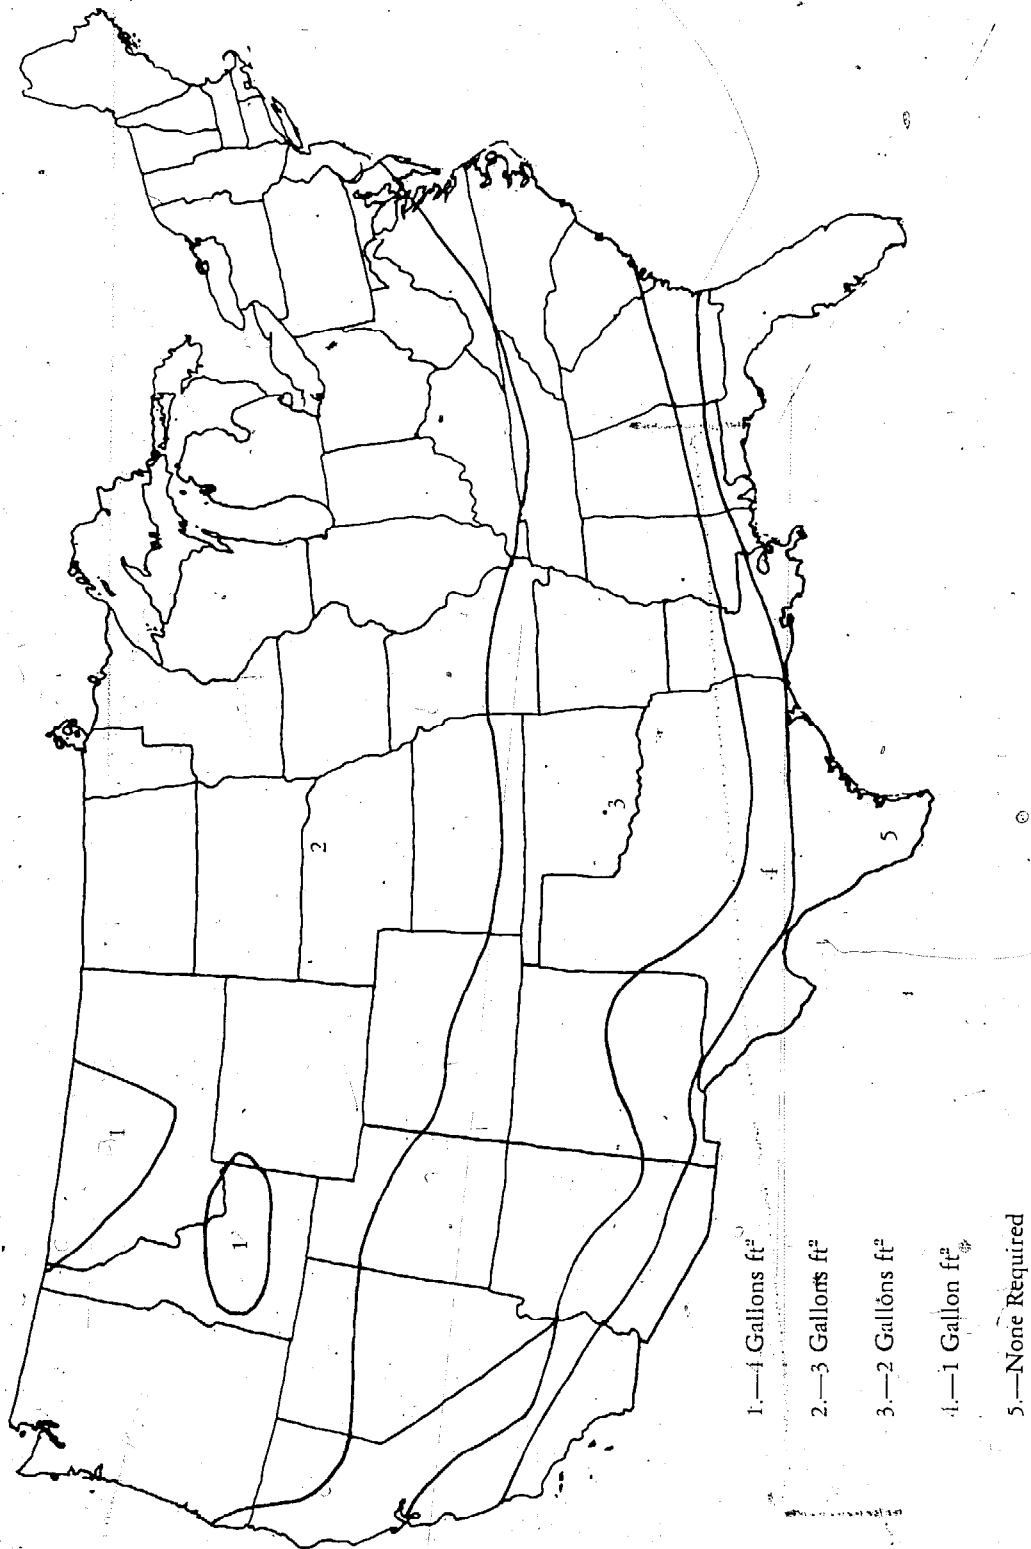 1
1
2
3
4
5
1.—4 Gallons ft²
2.—3 Gallons ft²
3.—2 Gallons ft²
4.—1 Gallon ft²
5.—None Required